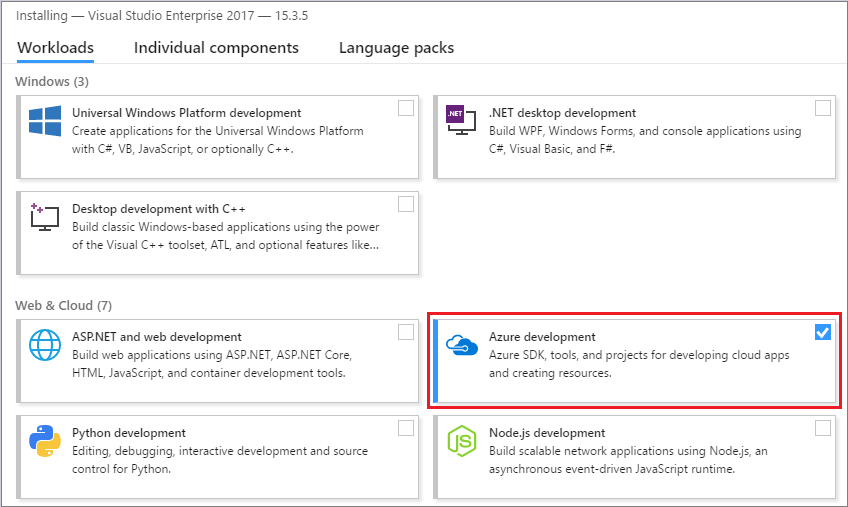 Installing — Visual Studio Enterprise 2017 — 15.3.5
Workloads Individual components Language packs
Windows (3)
Universal Windows Platform development
Create applications for the Universal Windows Platform
with C#, VB, JavaScript, or optionally C++.
.NET
.NET desktop development
Build WPF, Windows Forms, and console applications using
C#, Visual Basic, and F#.
Desktop development with C++
Build classic Windows-based applications using the power
of the Visual C++ toolset, ATL, and optional features like...
Web & Cloud (7)
ASP.NET and web development
Build web applications using ASP.NET, ASP.NET Core,
HTML, JavaScript, and container development tools.
Azure development
Azure SDK, tools, and projects for developing cloud apps
and creating resources.
Python development
Editing, debugging, interactive development and source
control for Python.
JS
Node.js development
Build scalable network applications using Node.js, an
asynchronous event-driven JavaScript runtime.